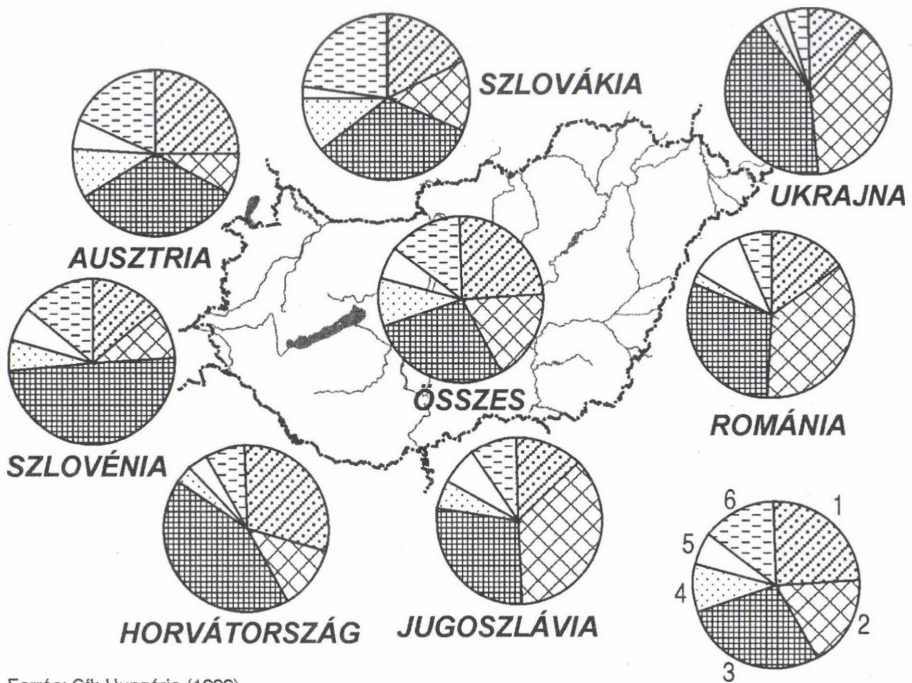 SZLOVÁKIA
UKRAJNA
AUSZTRIA
ÖSSZES
ROMÁNIA
SZLOVÉNIA
HORVÁTORSZÁG
JUGOSZLÁVIA
6
1
5
4
2
3